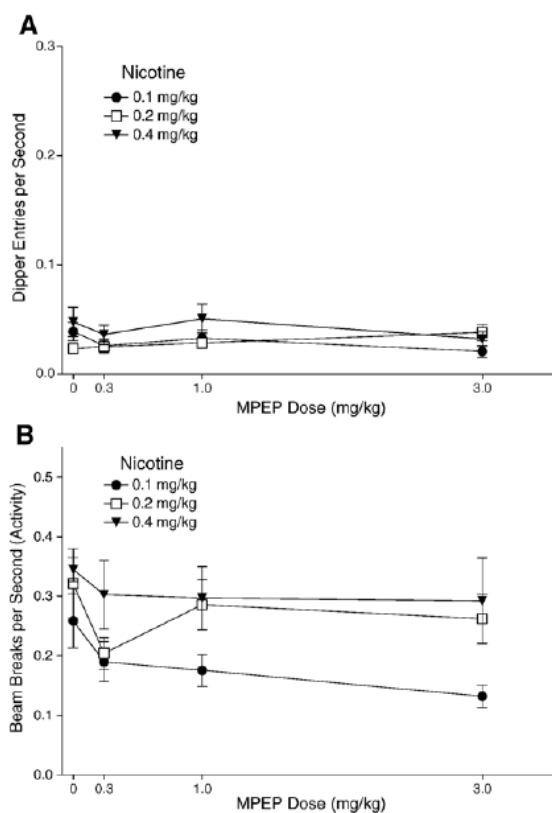 A
0.3
Nicotine
0.1 mg/kg
0.2 mg/kg
0.4 mg/kg
0.2
0.1
0.0
Dipper Entries per Second
0 0.3 1.0 3.0
MPEP Dose (mg/kg)
B
Nicotine
0.1 mg/kg
0.2 mg/kg
0.4 mg/kg
0.5
0.4
0.3
0.2
0.1
0.0
Beam Breaks per Second (Activity)
0 0.3 1.0 3.0
MPEP Dose (mg/kg)